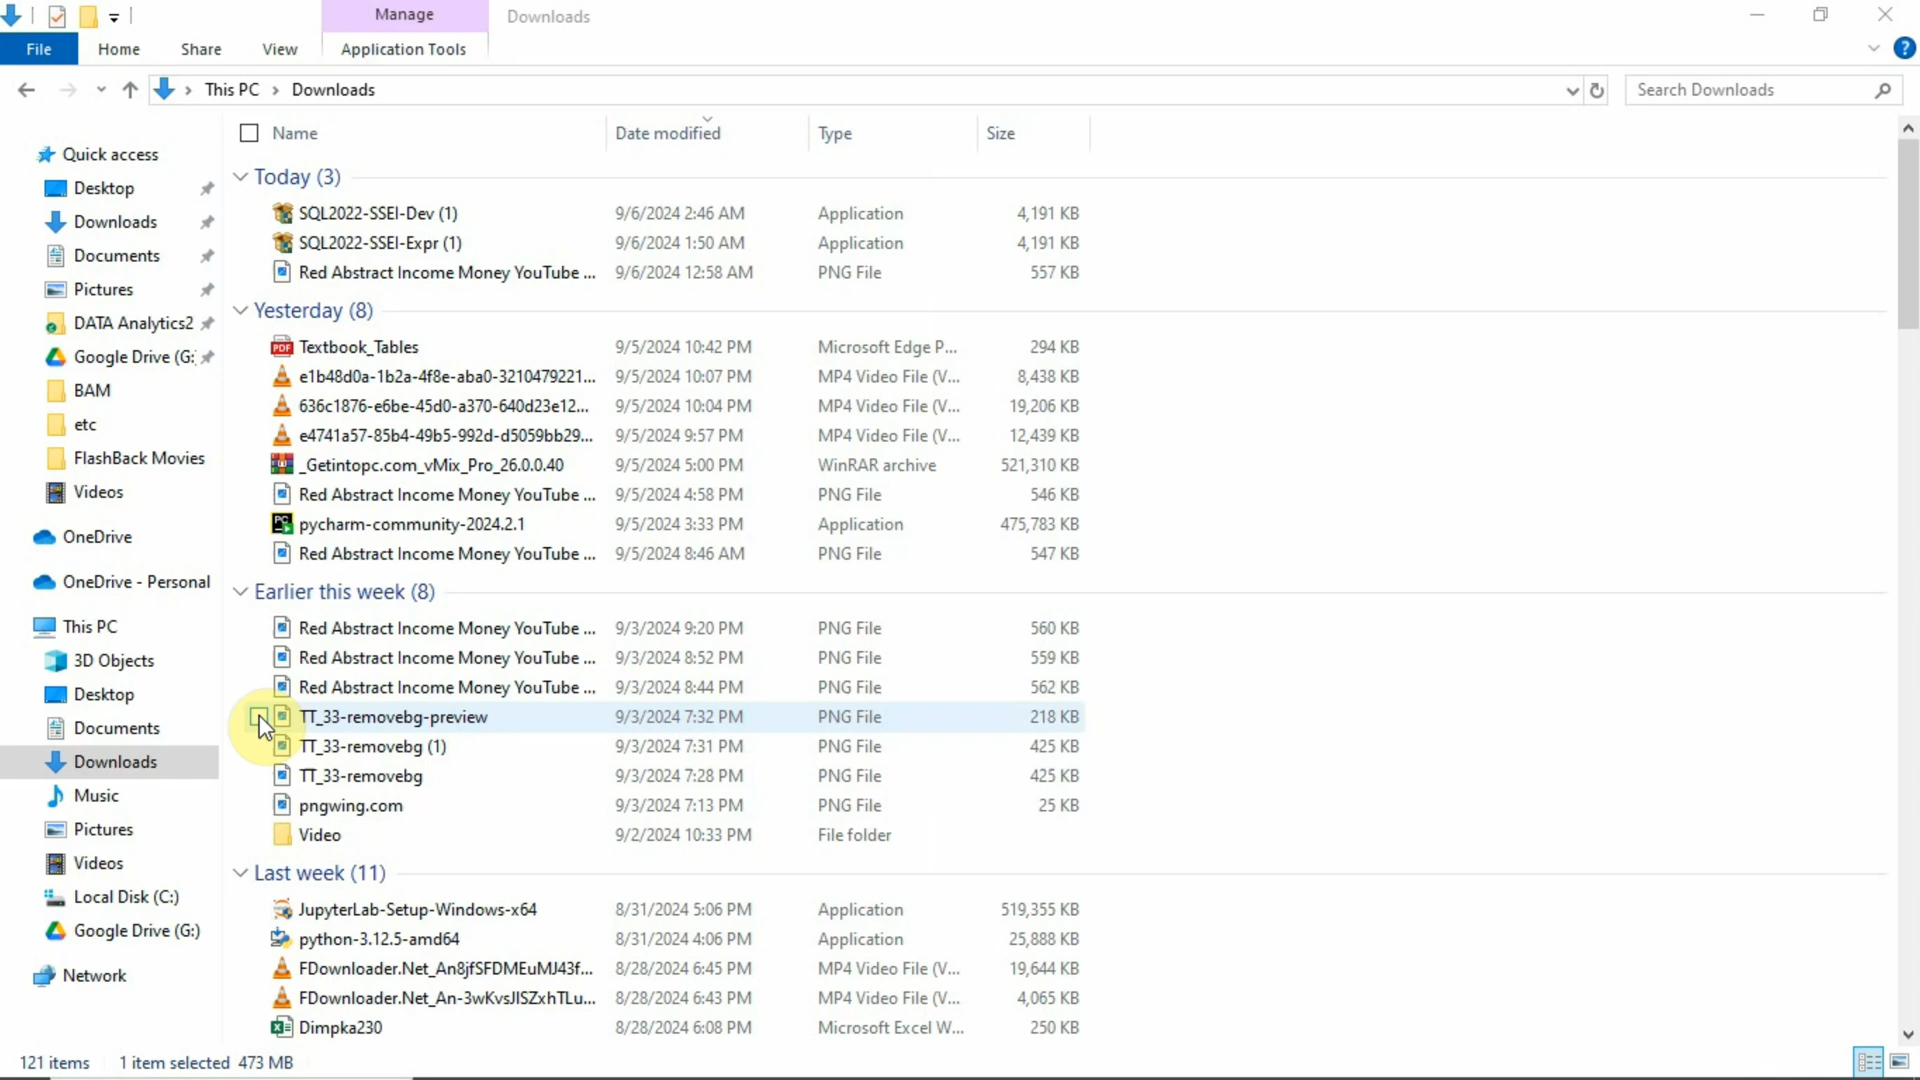 Manage
Downloads
File
Home
Share
View
Application Tools
This PC
Downloads
Search Downloads
Name
Date modified
Type
Size
Quick access
Desktop
Downloads
Documents
Pictures
DATA Analytics2
Google Drive (G:
BAM
etc
FlashBack Movies
Videos
OneDrive
OneDrive - Personal
This PC
3D Objects
Desktop
Documents
Downloads
Music
Pictures
Videos
Local Disk (C:)
Google Drive (G:)
Network
Today (3)
SQL2022-SSEI-Dev (1) 9/6/2024 2:46 AM Application 4,191 KB
SQL2022-SSEI-Expr (1) 9/6/2024 1:50 AM Application 4,191 KB
Red Abstract Income Money YouTube ... 9/6/2024 12:58 AM PNG File 557 KB
Yesterday (8)
Textbook_Tables 9/5/2024 10:42 PM Microsoft Edge P... 294 KB
e1b48d0a-1b2a-4f8e-aba0-3210479221... 9/5/2024 10:07 PM MP4 Video File (V... 8,438 KB
636c1876-e6be-45d0-a370-640d23e12... 9/5/2024 10:04 PM MP4 Video File (V... 19,206 KB
e4741a57-85b4-49b5-992d-d5059bb29... 9/5/2024 9:57 PM MP4 Video File (V... 12,439 KB
_Getintopc.com_vMix_Pro_26.0.0.40 9/5/2024 5:00 PM WinRAR archive 521,310 KB
Red Abstract Income Money YouTube ... 9/5/2024 4:58 PM PNG File 546 KB
pycharm-community-2024.2.1 9/5/2024 3:33 PM Application 475,783 KB
Red Abstract Income Money YouTube ... 9/5/2024 8:46 AM PNG File 547 KB
Earlier this week (8)
Red Abstract Income Money YouTube ... 9/3/2024 9:20 PM PNG File 560 KB
Red Abstract Income Money YouTube ... 9/3/2024 8:52 PM PNG File 559 KB
Red Abstract Income Money YouTube ... 9/3/2024 8:44 PM PNG File 562 KB
TT_33-removebg-preview 9/3/2024 7:32 PM PNG File 218 KB
TT_33-removebg (1) 9/3/2024 7:31 PM PNG File 425 KB
TT_33-removebg 9/3/2024 7:28 PM PNG File 425 KB
pngwing.com 9/3/2024 7:13 PM PNG File 25 KB
Video 9/2/2024 10:33 PM File folder
Last week (11)
JupyterLab-Setup-Windows-x64 8/31/2024 5:06 PM Application 519,355 KB
python-3.12.5-amd64 8/31/2024 4:06 PM Application 25,888 KB
FDownloader.Net_An8jfSFDMEuMJ43f... 8/28/2024 6:45 PM MP4 Video File (V... 19,644 KB
FDownloader.Net_An-3wKvsJISZxhTLu... 8/28/2024 6:43 PM MP4 Video File (V... 4,065 KB
Dimpka230 8/28/2024 6:08 PM Microsoft Excel W... 250 KB
121 items 1 item selected 473 MB